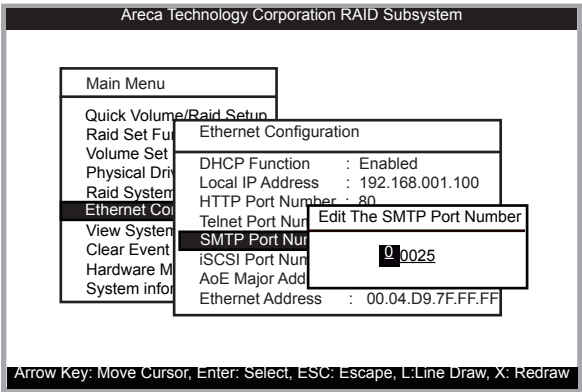 Areca Technology Corporation RAID Subsystem
Main Menu
Quick Volume/Raid Setup
Raid Set Fu
Volume Set
Physical Driv
Raid System
Ethernet Co
View System
Clear Event
Hardware M
System infor
Ethernet Configuration
DHCP Function : Enabled
Local IP Address : 192.168.001.100
HTTP Port Number : 80
Telnet Port Num
SMTP Port Num
iSCSI Port Num
AoE Major Add
Ethernet Address : 00.04.D9.7F.FF.FF
Edit The SMTP Port Number
00025
Arrow Key: Move Cursor, Enter: Select, ESC: Escape, L:Line Draw, X: Redraw